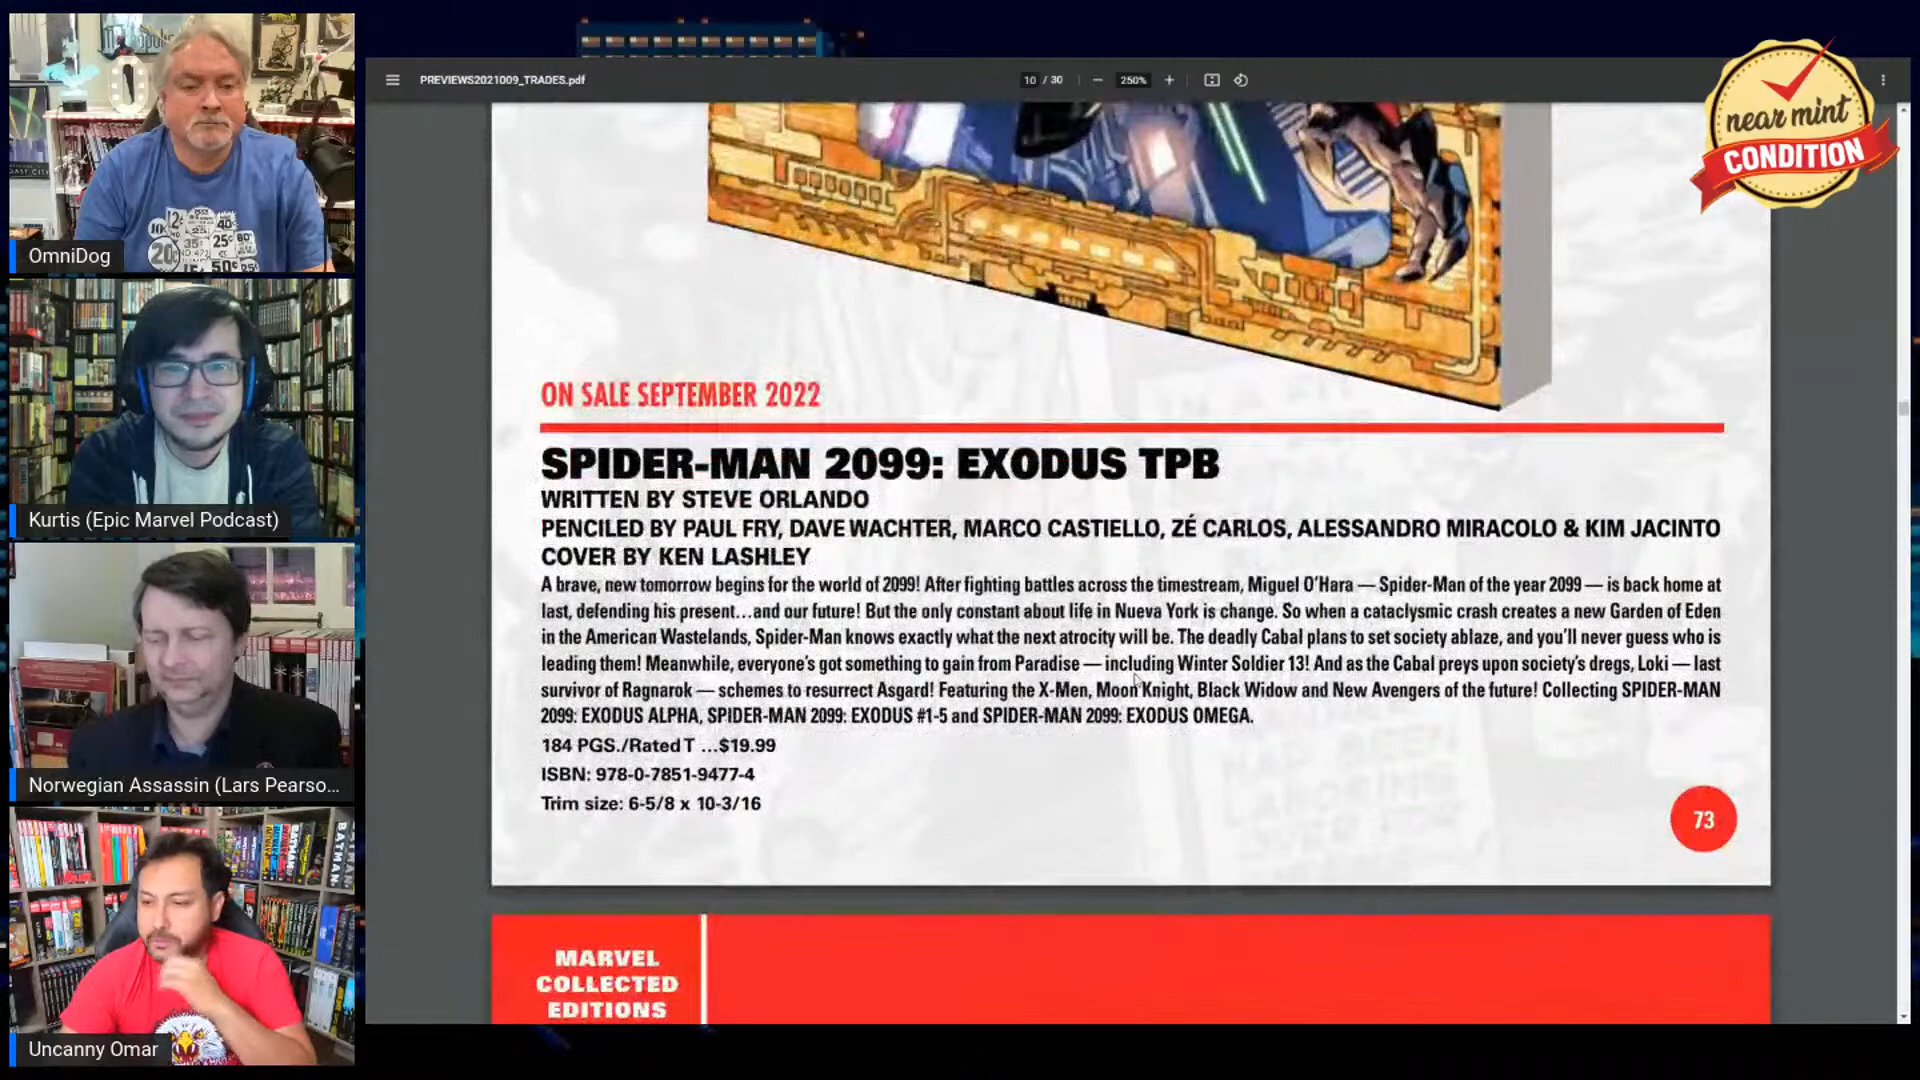 OmniDog
Kurtis (Epic Marvel Podcast)
Norwegian Assassin (Lars Pearso...
Uncanny Omar
PREVIEWS2021009_TRADES.pdf
10 / 30
250%
near mint
CONDITION
ON SALE SEPTEMBER 2022
SPIDER-MAN 2099: EXODUS TPB
WRITTEN BY STEVE ORLANDO
PENCILED BY PAUL FRY, DAVE WACHTER, MARCO CASTIELLO, ZÉ CARLOS, ALESSANDRO MIRACOLO & KIM JACINTO
COVER BY KEN LASHLEY
A brave, new tomorrow begins for the world of 2099! After fighting battles across the timestream, Miguel O'Hara — Spider-Man of the year 2099 — is back home at
last, defending his present…and our future! But the only constant about life in Nueva York is change. So when a cataclysmic crash creates a new Garden of Eden
in the American Wastelands, Spider-Man knows exactly what the next atrocity will be. The deadly Cabal plans to set society ablaze, and you'll never guess who is
leading them! Meanwhile, everyone's got something to gain from Paradise — including Winter Soldier 13! And as the Cabal preys upon society's dregs, Loki — last
survivor of Ragnarok — schemes to resurrect Asgard! Featuring the X-Men, Moon Knight, Black Widow and New Avengers of the future! Collecting SPIDER-MAN
2099: EXODUS ALPHA, SPIDER-MAN 2099: EXODUS #1-5 and SPIDER-MAN 2099: EXODUS OMEGA.
184 PGS./Rated T …$19.99
ISBN: 978-0-7851-9477-4
Trim size: 6-5/8 x 10-3/16
73
MARVEL
COLLECTED
EDITIONS
BATMAN
20¢
35¢
25¢
40¢
50¢